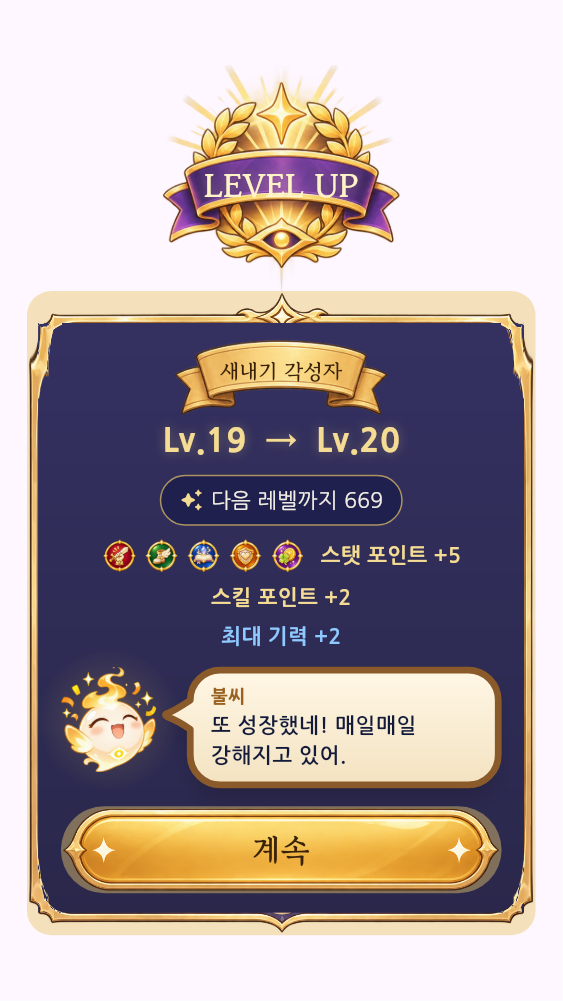 LEVEL UP
새내기 각성자
Lv.19 → Lv.20
다음 레벨까지 669
스탯 포인트 +5
스킬 포인트 +2
최대 기력 +2
불씨
또 성장했네! 매일매일
강해지고 있어.
계속